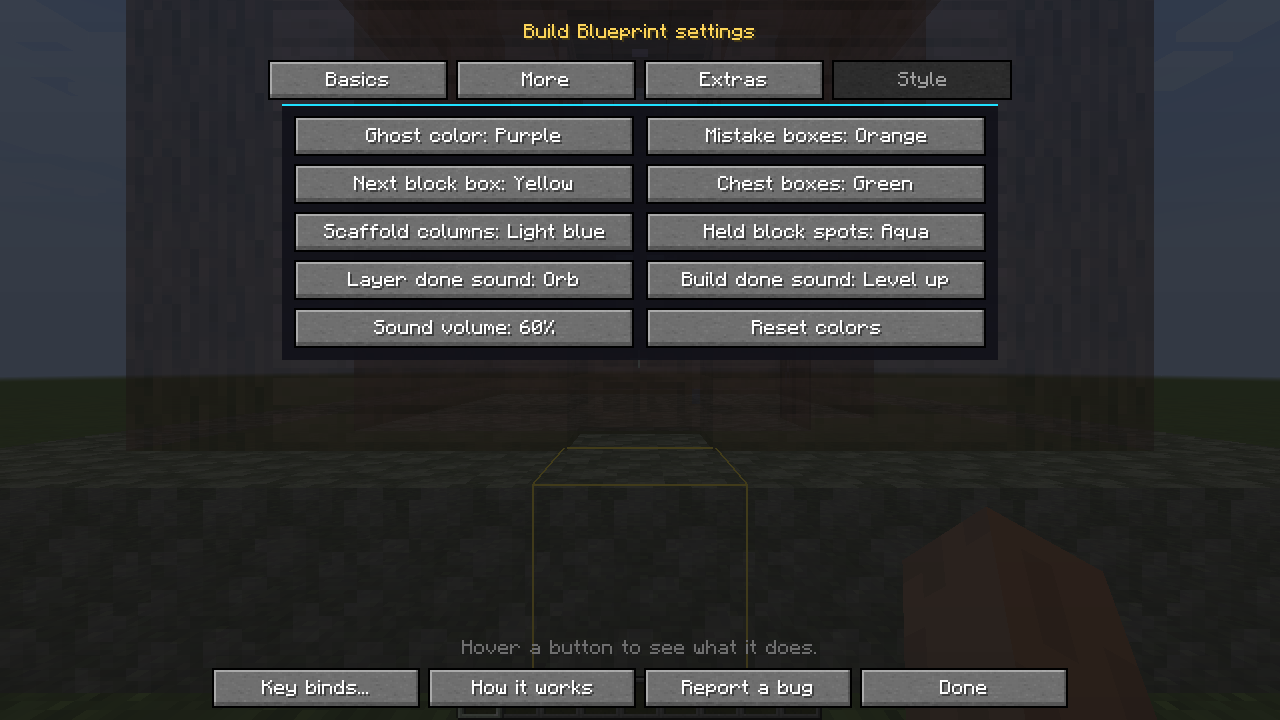 Build Blueprint settings
Basics More Extras Style
Ghost color: Purple Mistake boxes: Orange
Next block box: Yellow Chest boxes: Green
Scaffold columns: Light blue Held block spots: Aqua
Layer done sound: Orb Build done sound: Level up
Sound volume: 60% Reset colors
Hover a button to see what it does.
Key binds... How it works Report a bug Done